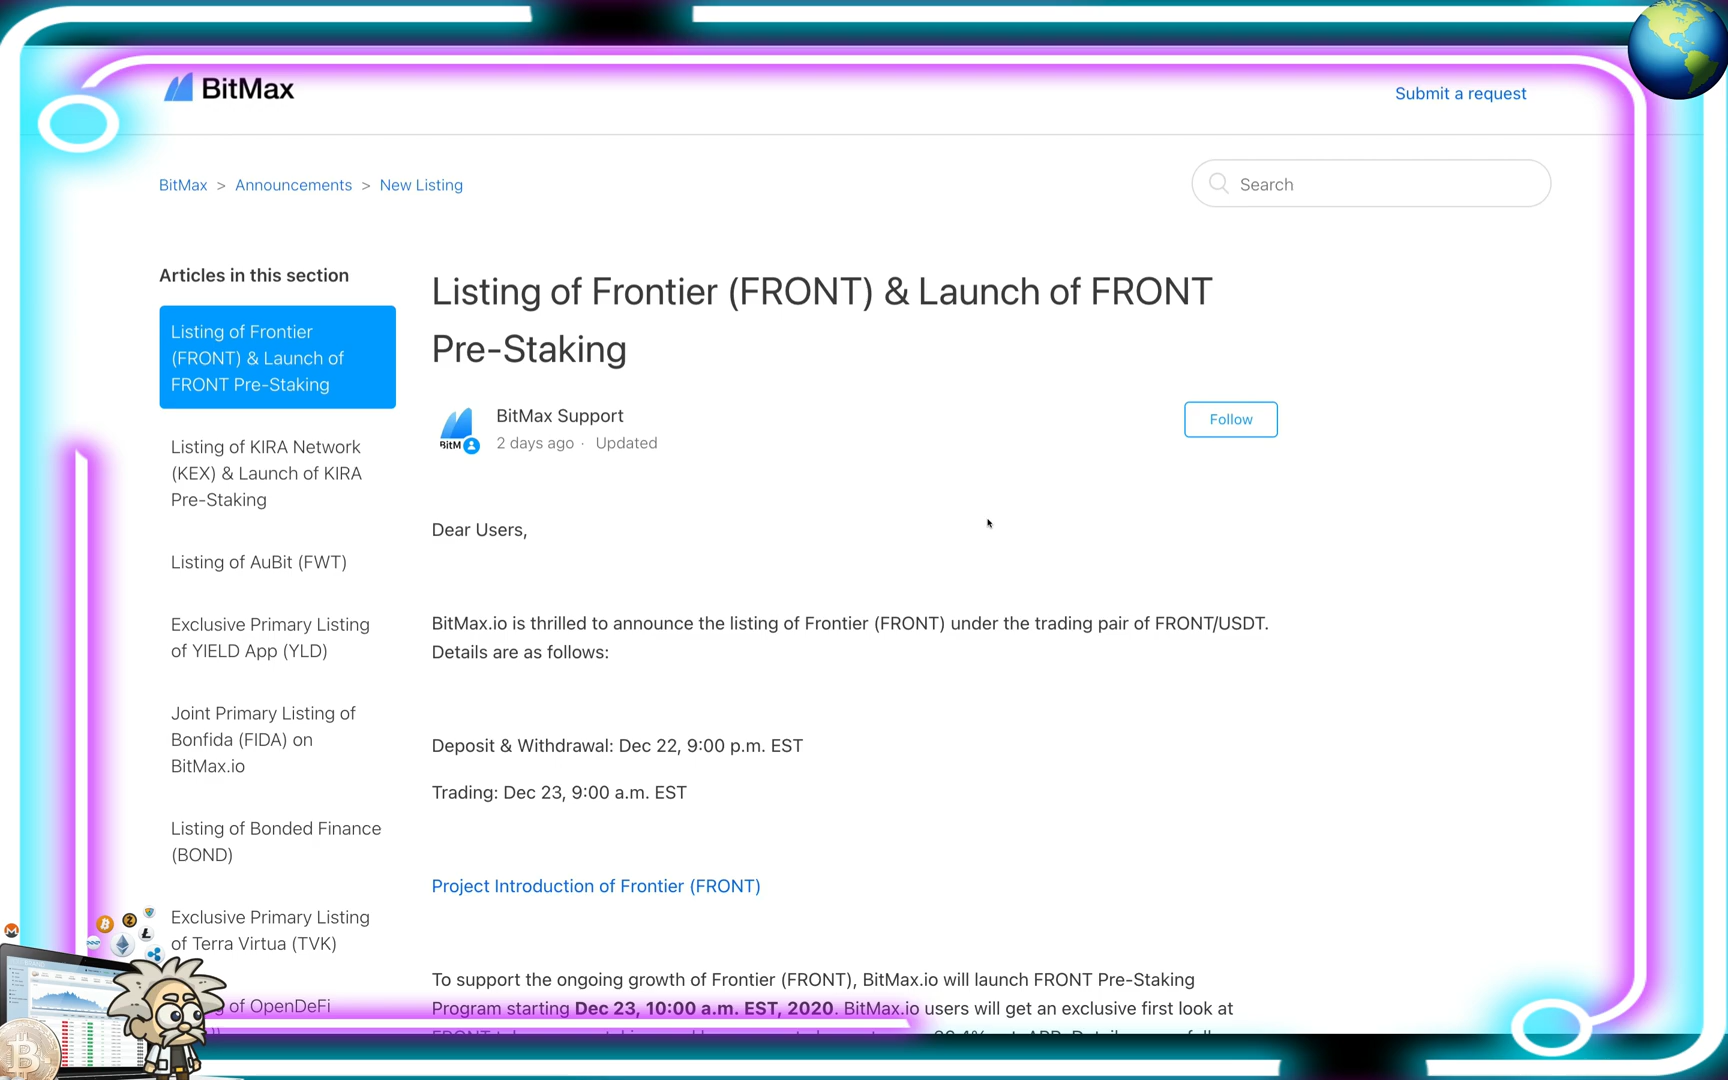 BitMax
Submit a request
BitMax > Announcements > New Listing
Search
Articles in this section
Listing of Frontier
(FRONT) & Launch of
FRONT Pre-Staking
Listing of KIRA Network
(KEX) & Launch of KIRA
Pre-Staking
Listing of AuBit (FWT)
Exclusive Primary Listing
of YIELD App (YLD)
Joint Primary Listing of
Bonfida (FIDA) on
BitMax.io
Listing of Bonded Finance
(BOND)
Exclusive Primary Listing
of Terra Virtua (TVK)
of OpenDeFi
Listing of Frontier (FRONT) & Launch of FRONT
Pre-Staking
BitM
BitMax Support
2 days ago · Updated
Follow
Dear Users,
BitMax.io is thrilled to announce the listing of Frontier (FRONT) under the trading pair of FRONT/USDT.
Details are as follows:
Deposit & Withdrawal: Dec 22, 9:00 p.m. EST
Trading: Dec 23, 9:00 a.m. EST
Project Introduction of Frontier (FRONT)
To support the ongoing growth of Frontier (FRONT), BitMax.io will launch FRONT Pre-Staking
Program starting Dec 23, 10:00 a.m. EST, 2020. BitMax.io users will get an exclusive first look at